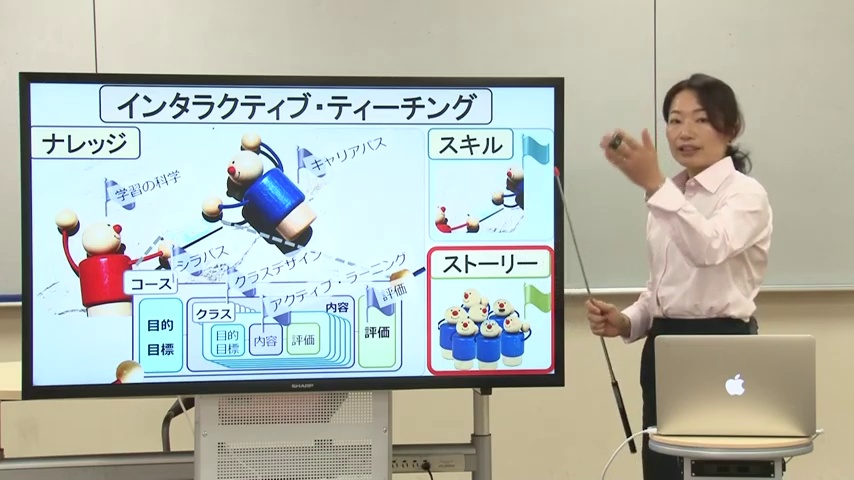 インタラクティブ・ティーチング
ナレッジ
スキル
学習の科学
キャリアパス
シラバス
クラスデザイン
アクティブ・ラーニング
評価
ストーリー
コース
目的
目標
クラス
内容
目的
目標
内容
評価
評価
SHARP